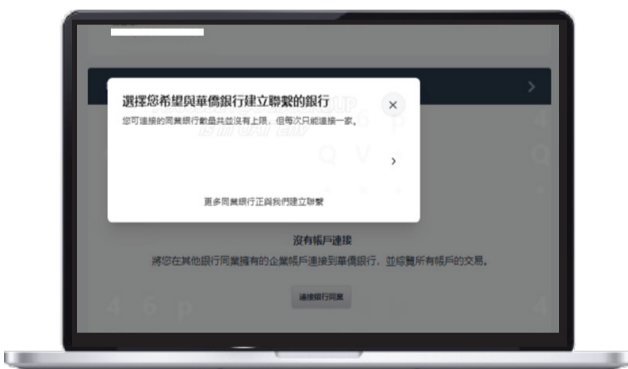 選擇您希望與華僑銀行建立聯繫的銀行
您可連接的同業銀行數量共並沒有上限，但每次只能連接一家。
更多同業銀行正與我們建立聯繫
沒有帳戶連接
將您在其他銀行同業擁有的企業帳戶連接到華僑銀行，並綜覽所有帳戶的交易。
連接銀行同業